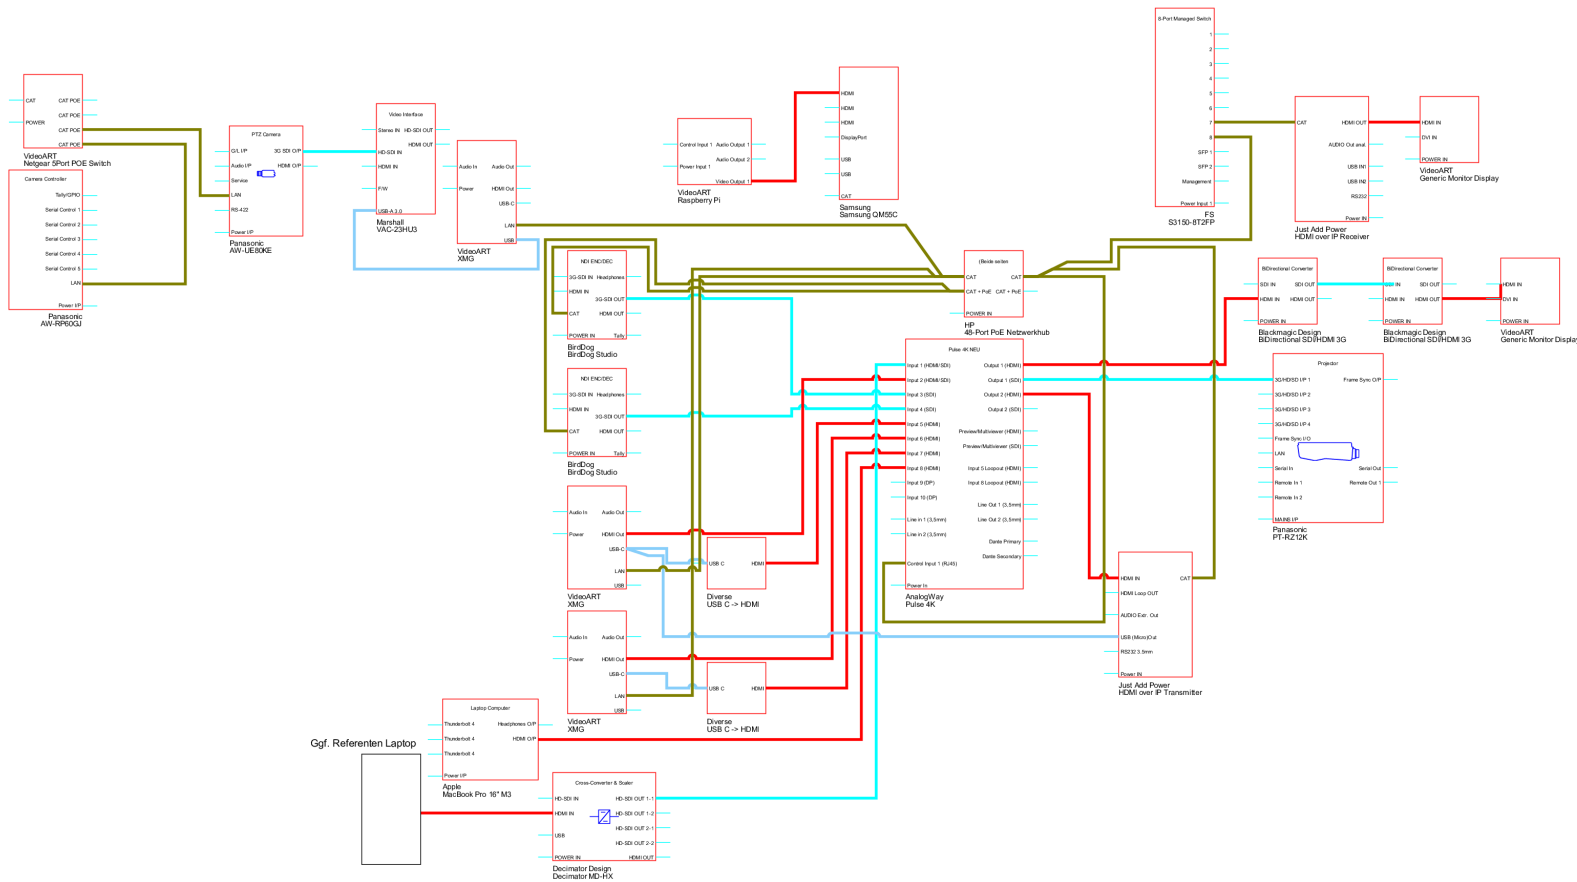 CAT
CAT POE
CAT POE
POWER
CAT POE
CAT POE
VideoART
Netgear 5Port POE Switch
Camera Controller
Tally/GPIO
Serial Control 1
Serial Control 2
Serial Control 3
Serial Control 4
Serial Control 5
LAN
Power I/P
Panasonic
AW-RP60GJ
PTZ Camera
G/L I/P
3G SDI O/P
Audio I/P
HDMI O/P
Service
LAN
RS-422
Power I/P
Panasonic
AW-UE80KE
Video Interface
Stereo IN
HD-SDI OUT
HDMI OUT
HD-SDI IN
HDMI IN
F/W
USB-A 3.0
Marshall
VAC-23HU3
Audio In
Audio Out
Power
HDMI Out
USB-C
LAN
USB
VideoART
XMG
Control Input 1
Audio Output 1
Audio Output 2
Power Input 1
Video Output 1
VideoART
Raspberry Pi
HDMI
HDMI
HDMI
DisplayPort
USB
USB
CAT
Samsung
Samsung QM55C
8-Port Managed Switch
1
2
3
4
5
6
7
8
SFP 1
SFP 2
Management
Power Input 1
FS
S3150-8T2FP
CAT
HDMI OUT
AUDIO Out anal.
USB IN1
USB IN2
RS232
Power IN
Just Add Power
HDMI over IP Receiver
HDMI IN
DVI IN
POWER IN
VideoART
Generic Monitor Display
NDI ENC/DEC
3G-SDI IN
Headphones
HDMI IN
3G-SDI OUT
CAT
HDMI OUT
POWER IN
Tally
BirdDog
BirdDog Studio
NDI ENC/DEC
3G-SDI IN
Headphones
HDMI IN
3G-SDI OUT
CAT
HDMI OUT
POWER IN
Tally
BirdDog
BirdDog Studio
(Beide seiten
CAT
CAT
CAT + PoE
CAT + PoE
POWER IN
HP
48-Port PoE Netzwerkhub
BiDirectional Converter
SDI IN
SDI OUT
HDMI IN
HDMI OUT
POWER IN
Blackmagic Design
BiDirectional SDI/HDMI 3G
BiDirectional Converter
IN
SDI OUT
HDMI IN
HDMI OUT
POWER IN
Blackmagic Design
BiDirectional SDI/HDMI 3G
HDMI IN
DVI IN
POWER IN
VideoART
Generic Monitor Display
Pulse 4K NEU
Input 1 (HDMI/SDI)
Output 1 (HDMI)
Input 2 (HDMI/SDI)
Output 1 (SDI)
Input 3 (SDI)
Output 2 (HDMI)
Input 4 (SDI)
Output 2 (SDI)
Input 5 (HDMI)
Preview/Multiviewer (HDMI)
Input 6 (HDMI)
Preview/Multiviewer (SDI)
Input 7 (HDMI)
Input 8 (HDMI)
Input 5 Loopout (HDMI)
Input 9 (DP)
Input 6 Loopout (HDMI)
Input 10 (DP)
Line Out 1 (3,5mm)
Line in 1 (3,5mm)
Line Out 2 (3,5mm)
Line in 2 (3,5mm)
Dante Primary
Dante Secondary
Control Input 1 (RJ45)
Power In
AnalogWay
Pulse 4K
Projector
3G/HD/SD I/P 1
Frame Sync O/P
3G/HD/SD I/P 2
3G/HD/SD I/P 3
3G/HD/SD I/P 4
Frame Sync I/O
LAN
Serial In
Serial Out
Remote In 1
Remote Out 1
Remote In 2
MAINS I/P
Panasonic
PT-RZ12K
Audio In
Audio Out
Power
HDMI Out
USB-C
LAN
USB
VideoART
XMG
USB C
HDMI
Diverse
USB C -> HDMI
HDMI IN
CAT
HDMI Loop OUT
AUDIO Extr. Out
USB (Micro)Out
RS232 3,5mm
Power IN
Just Add Power
HDMI over IP Transmitter
Audio In
Audio Out
Power
HDMI Out
USB-C
LAN
USB
VideoART
XMG
USB C
HDMI
Diverse
USB C -> HDMI
Laptop Computer
Thunderbolt 4
Headphones O/P
Thunderbolt 4
HDMI O/P
Thunderbolt 4
Power I/P
Apple
MacBook Pro 16" M3
Ggf. Referenten Laptop
Cross-Converter & Scaler
HD-SDI IN
HD-SDI OUT 1-1
HDMI IN
HD-SDI OUT 1-2
HD-SDI OUT 2-1
USB
HD-SDI OUT 2-2
POWER IN
HDMI OUT
Decimator Design
Decimator MD-HX